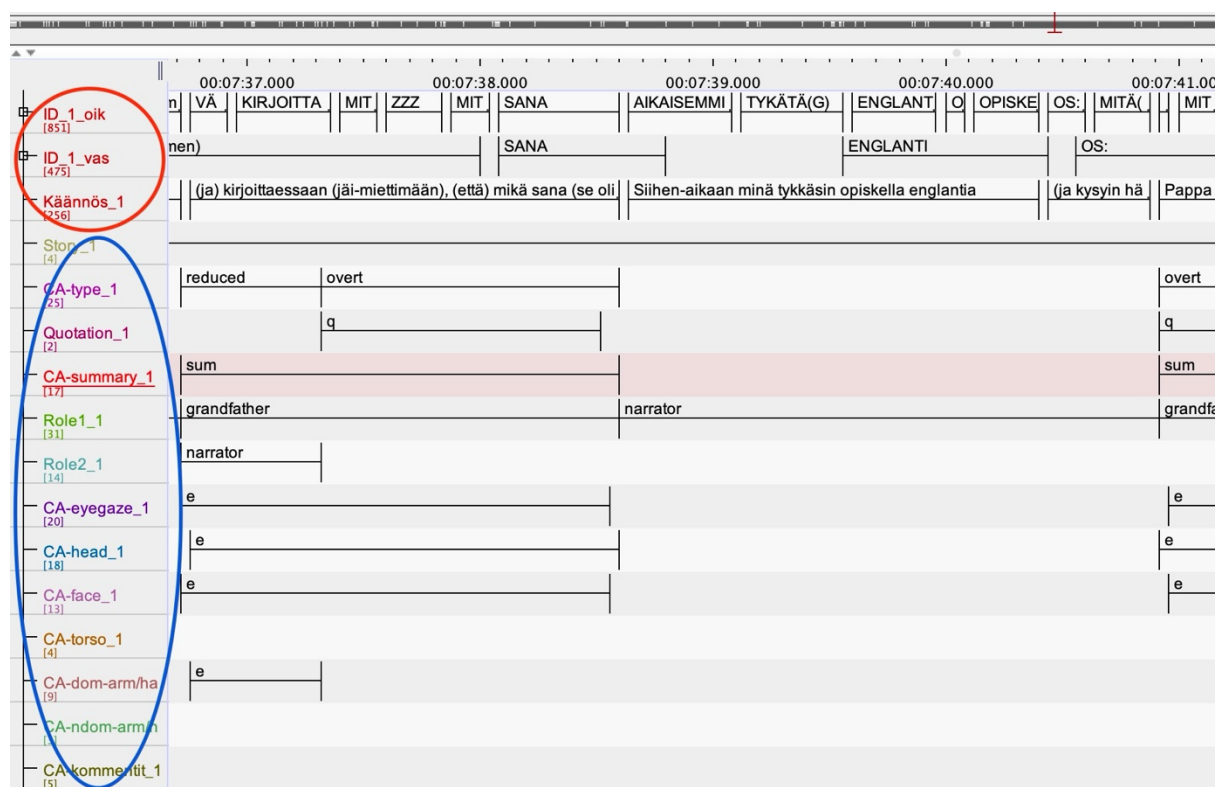 00:07:37.000 00:07:38.000 00:07:39.000 00:07:40.000 00:07:41.00
ID_1_oik VÄ KIRJOITTA MIT ZZZ MIT SANA AIKAISEMMI TYKÄTÄ(G) ENGLANT O OPISKE OS: MITÄ( MIT
[851]
ID_1_vas nen) SANA ENGLANTI OS:
[475]
Käännös_1 (ja) kirjoittaessaan (jäi-miettimään), (että) mikä sana (se oli Siihen-aikaan minä tykkäsin opiskella englantia (ja kysyin hä Pappa
[256]
Story_1
[4]
CA-type_1 reduced overt overt
[25]
Quotation_1 q q
[2]
CA-summary_1 sum sum
[17]
Role1_1 grandfather narrator grandfa
[31]
Role2_1 narrator
[14]
CA-eyegaze_1 e e
[20]
CA-head_1 e e
[18]
CA-face_1 e e
[13]
CA-torso_1
[4]
CA-dom-arm/ha e
[9]
CA-ndom-arm/h
CA-kommentit_1
[5]